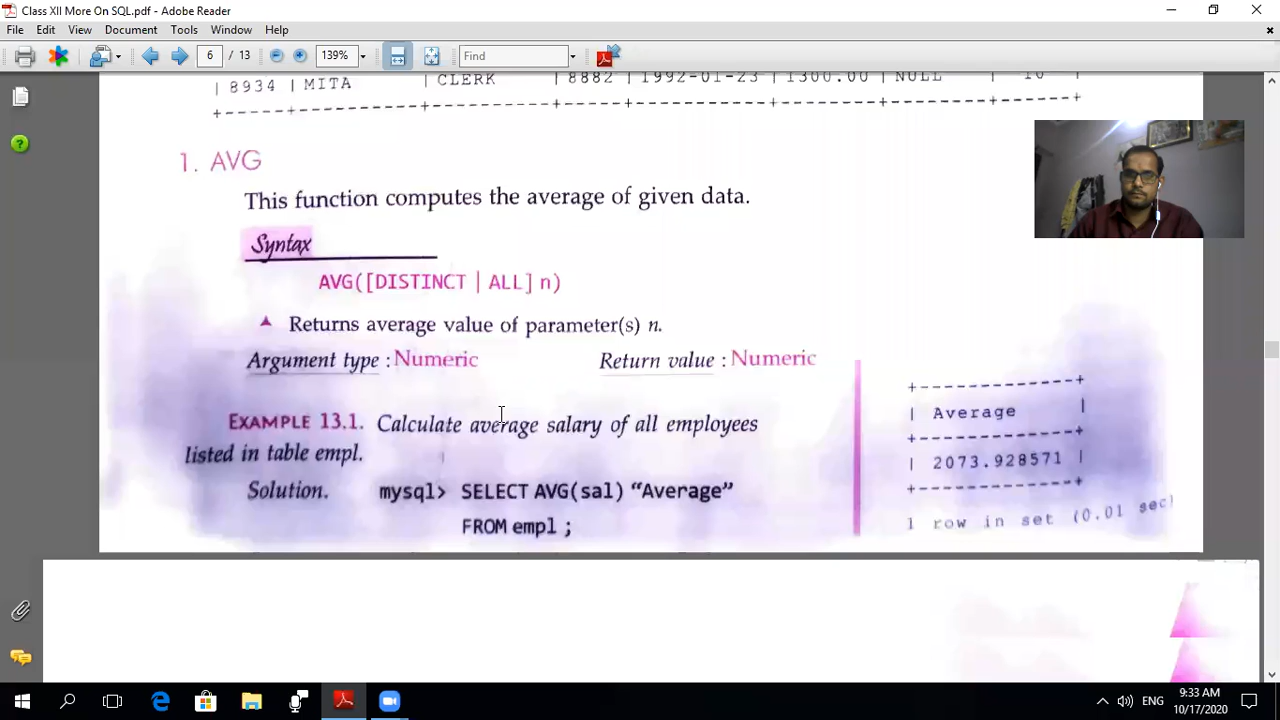 Class XII More On SQL.pdf - Adobe Reader
File Edit View Document Tools Window Help
6 / 13 139% Find
| 8934 | MITA | CLERK | 8882 | 1992-01-23 | 1300.00 | NULL | 10 |
1. AVG
This function computes the average of given data.
Syntax
AVG([DISTINCT | ALL] n)
▲ Returns average value of parameter(s) n.
Argument type : Numeric Return value : Numeric
EXAMPLE 13.1. Calculate average salary of all employees
listed in table empl.
Solution. mysql> SELECT AVG(sal) “Average”
FROM empl ;
+-------------+
| Average |
+-------------+
| 2073.928571 |
+-------------+
1 row in set (0.01 sec)
ENG
9:33 AM
10/17/2020